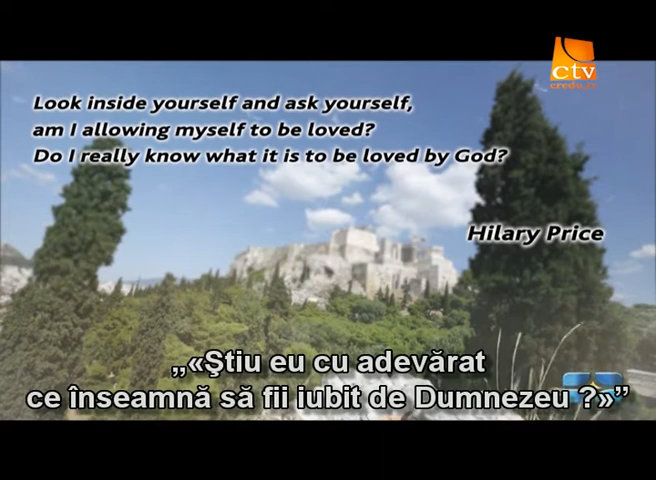 ctv
credo.tv
Look inside yourself and ask yourself,
am I allowing myself to be loved?
Do I really know what it is to be loved by God?
Hilary Price
„«Ştiu eu cu adevărat
ce înseamnă să fii iubit de Dumnezeu ?»”